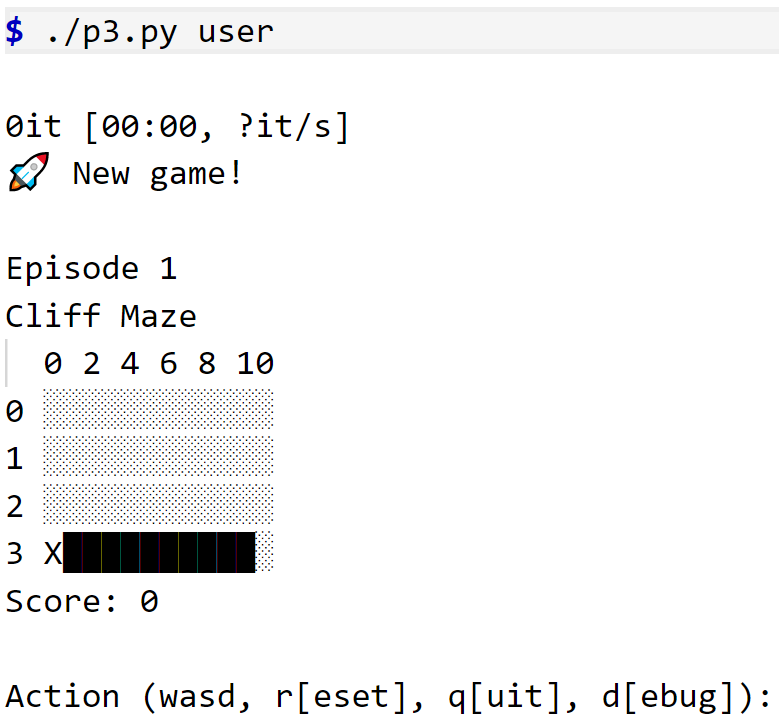 $ ./p3.py user
0it [00:00, ?it/s]
🚀 New game!
Episode 1
Cliff Maze
  0 2 4 6 8 10
0 ░░░░░░░░░░░░
1 ░░░░░░░░░░░░
2 ░░░░░░░░░░░░
3 X██████████░
Score: 0
Action (wasd, r[eset], q[uit], d[ebug]):